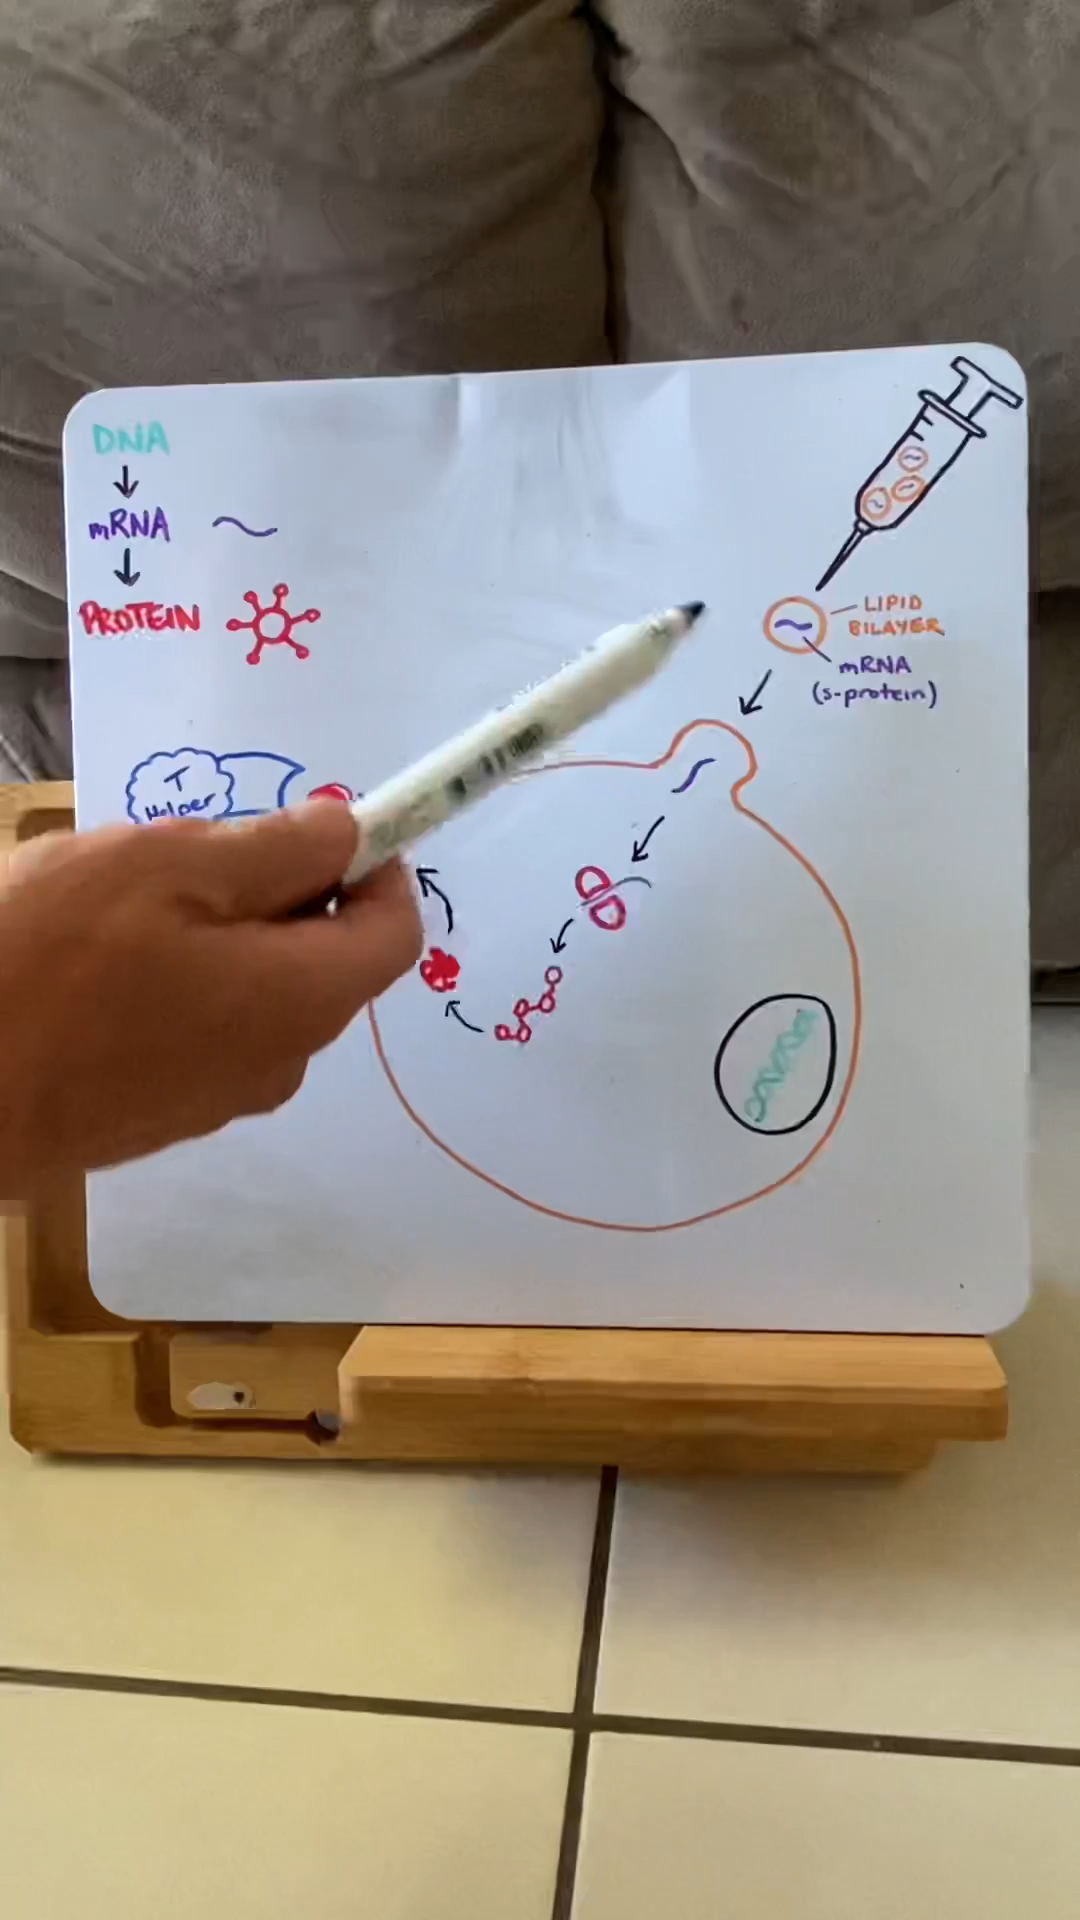 DNA
mRNA
PROTEIN
LIPID
BILAYER
mRNA
(s-protein)
T
Helper